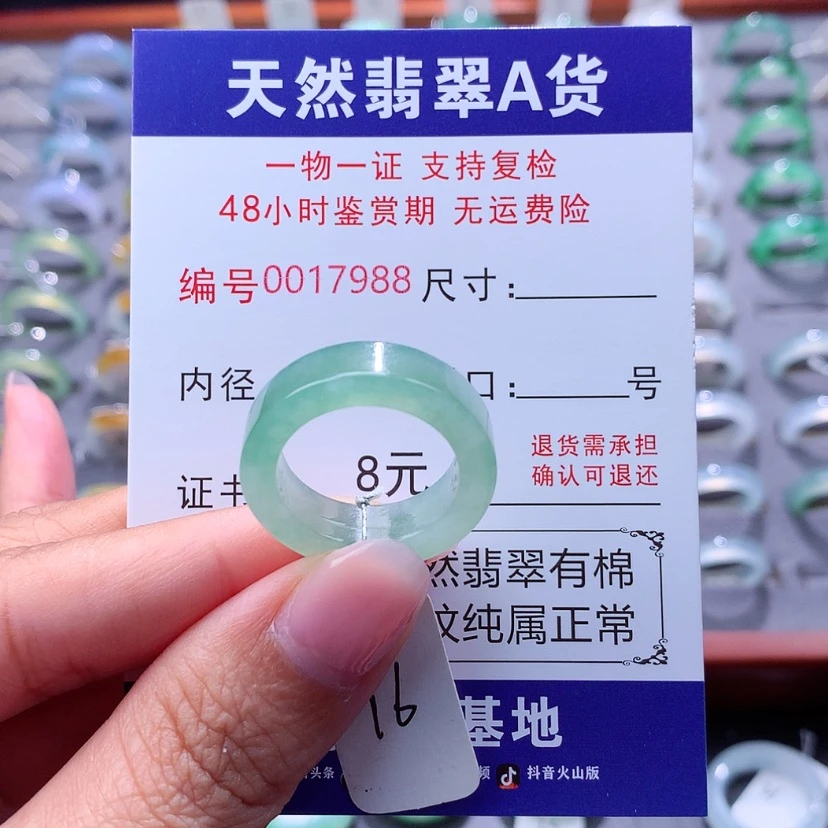 天然翡翠A货
一物一证 支持复检
48小时鉴赏期 无运费险
编号0017988 尺寸:
内径 口: 号
退货需承担
确认可退还
证书 8元
然翡翠有棉
纹纯属正常
基地
头条 频 抖音火山版
16